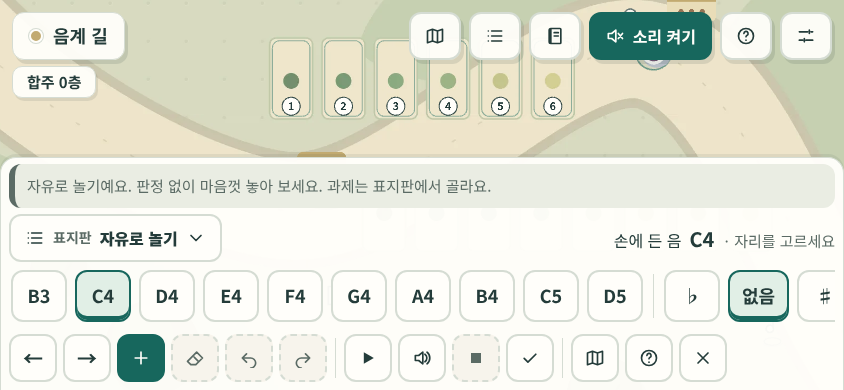 음계 길
소리 켜기
합주 0층
1 2 3 4 5 6
자유로 놀기예요. 판정 없이 마음껏 놓아 보세요. 과제는 표지판에서 골라요.
표지판 자유로 놀기
손에 든 음 C4 · 자리를 고르세요
B3 C4 D4 E4 F4 G4 A4 B4 C5 D5 ♭ 없음 ♯